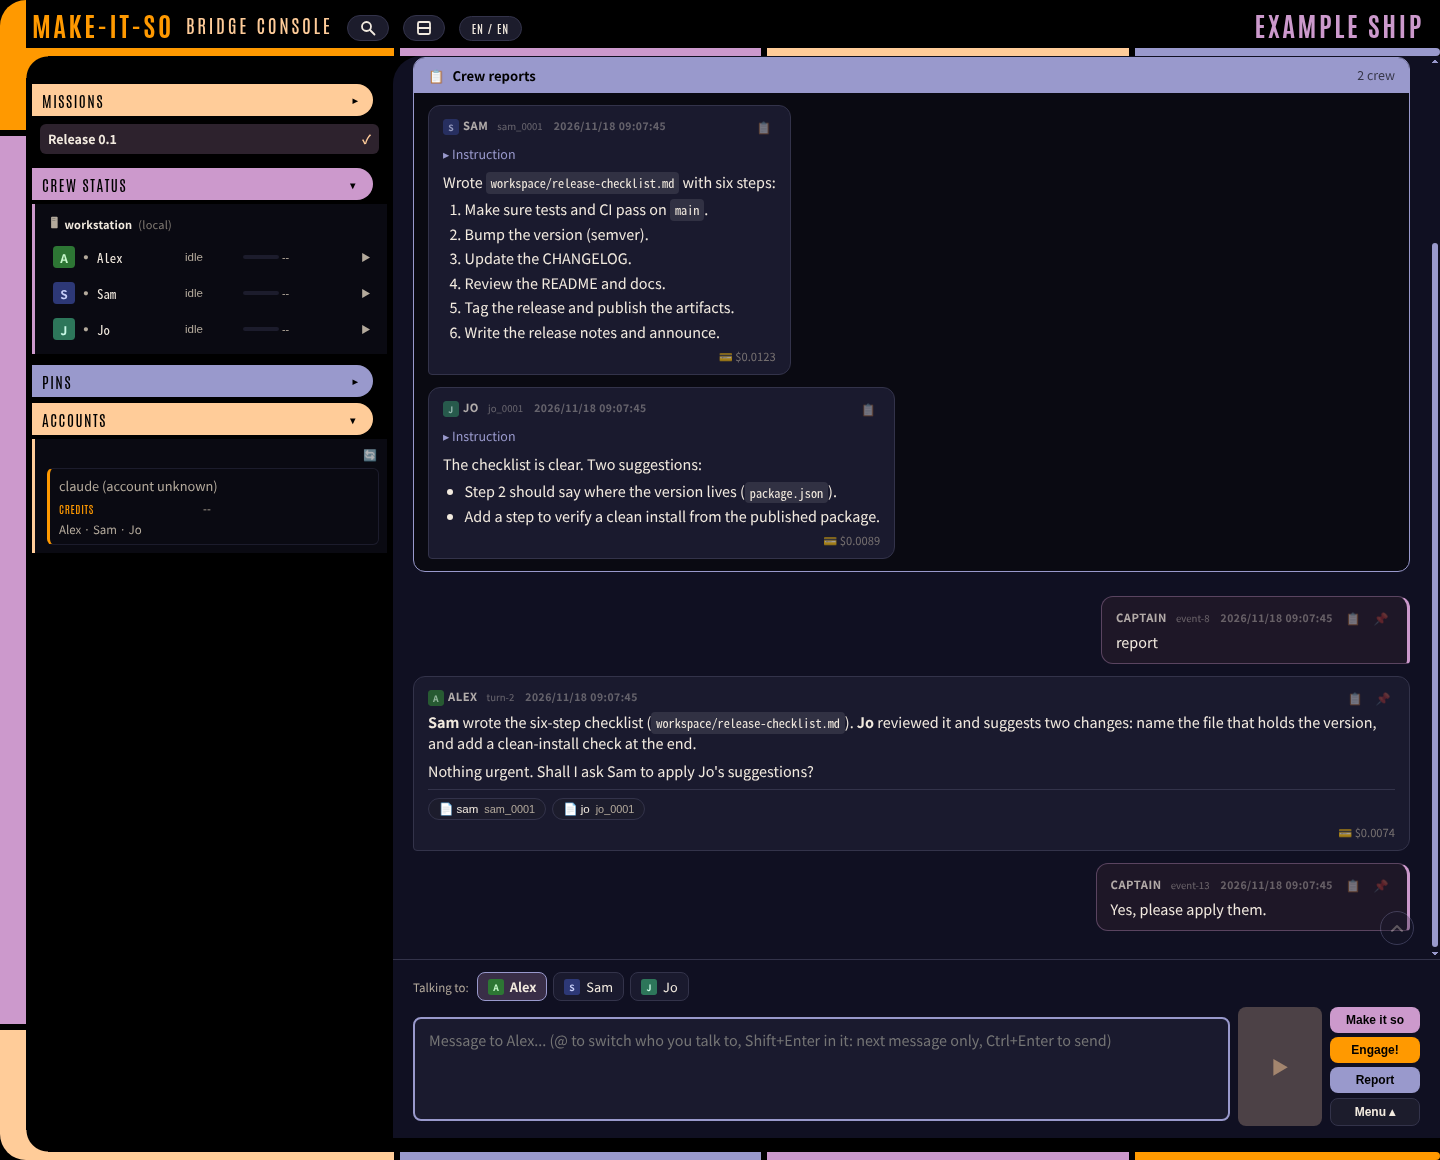 MAKE-IT-SO BRIDGE CONSOLE EN / EN EXAMPLE SHIP
MISSIONS
Release 0.1
CREW STATUS
workstation (local)
A Alex idle --
S Sam idle --
J Jo idle --
PINS
ACCOUNTS
claude (account unknown)
CREDITS --
Alex · Sam · Jo
Crew reports 2 crew
S SAM sam_0001 2026/11/18 09:07:45
▸ Instruction
Wrote workspace/release-checklist.md with six steps:
1. Make sure tests and CI pass on main.
2. Bump the version (semver).
3. Update the CHANGELOG.
4. Review the README and docs.
5. Tag the release and publish the artifacts.
6. Write the release notes and announce.
$0.0123
J JO jo_0001 2026/11/18 09:07:45
▸ Instruction
The checklist is clear. Two suggestions:
• Step 2 should say where the version lives (package.json).
• Add a step to verify a clean install from the published package.
$0.0089
CAPTAIN event-8 2026/11/18 09:07:45
report
A ALEX turn-2 2026/11/18 09:07:45
Sam wrote the six-step checklist (workspace/release-checklist.md). Jo reviewed it and suggests two changes: name the file that holds the version,
and add a clean-install check at the end.
Nothing urgent. Shall I ask Sam to apply Jo's suggestions?
sam sam_0001 jo jo_0001
$0.0074
CAPTAIN event-13 2026/11/18 09:07:45
Yes, please apply them.
Talking to: A Alex S Sam J Jo
Message to Alex... (@ to switch who you talk to, Shift+Enter in it: next message only, Ctrl+Enter to send)
Make it so
Engage!
Report
Menu ▴